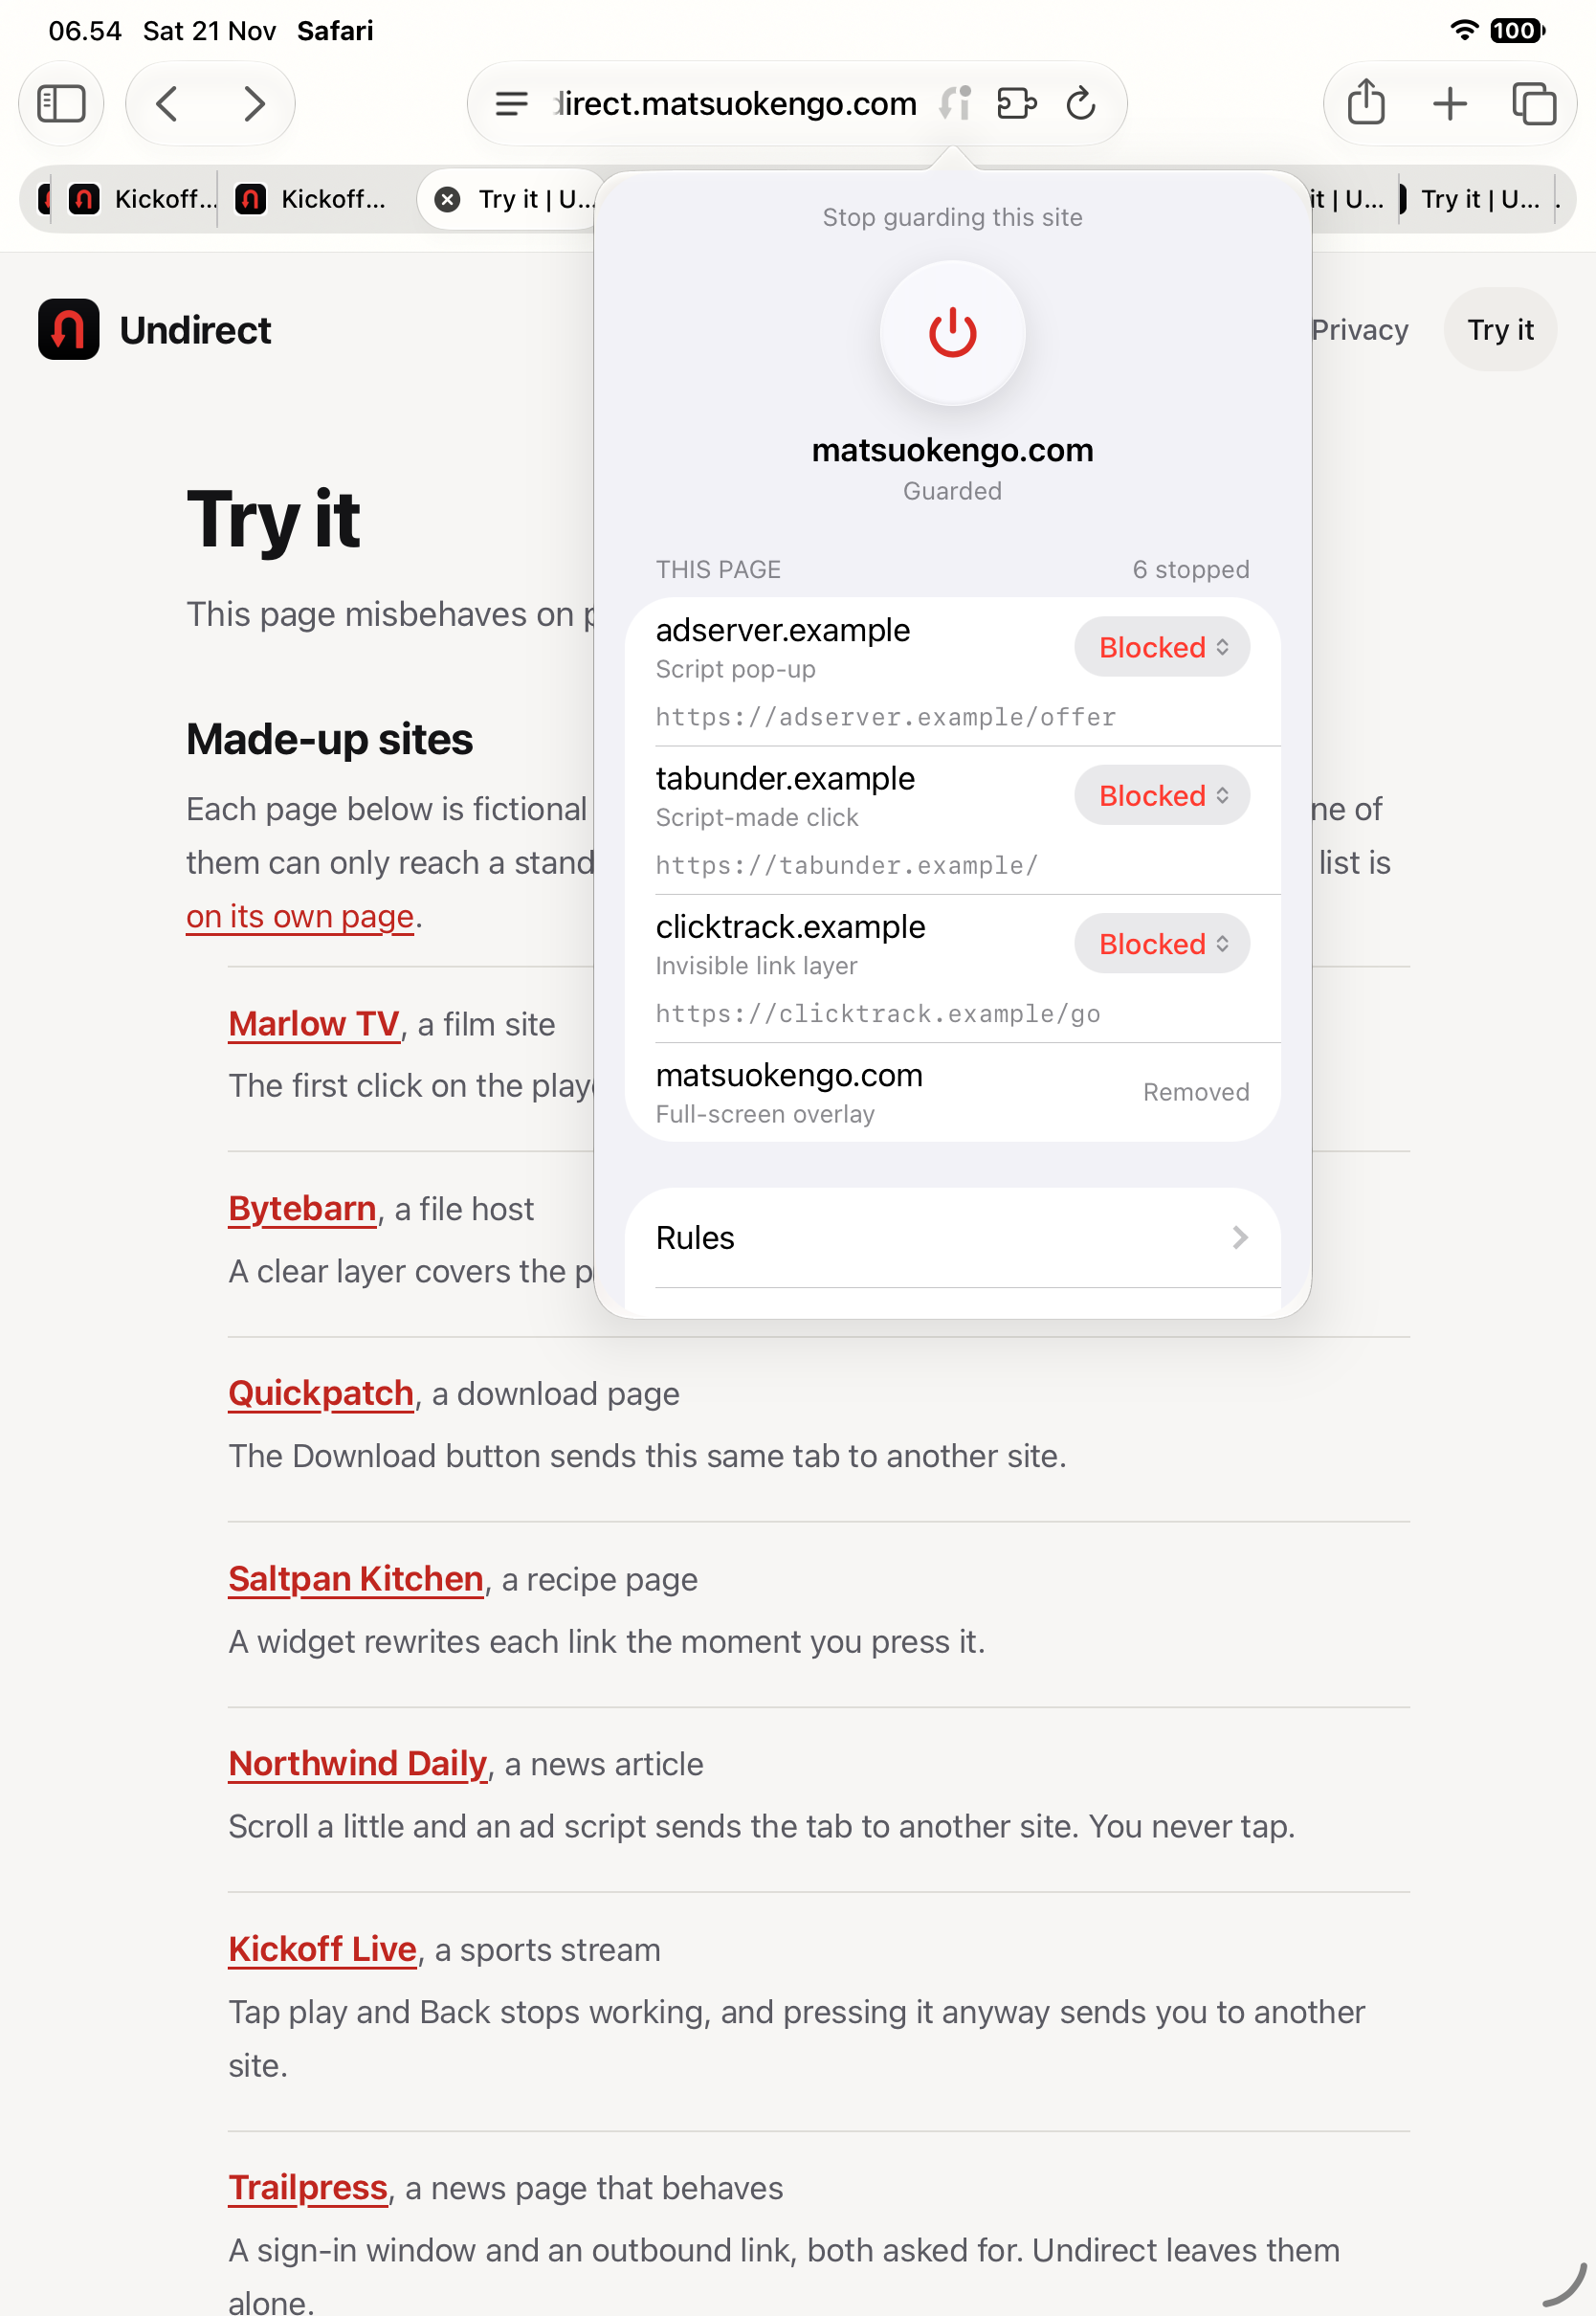 06.54 Sat 21 Nov Safari
100
irect.matsuokengo.com
Kickoff...
Kickoff...
Try it | U...
it | U...
Try it | U...
Stop guarding this site
Undirect
Privacy
Try it
matsuokengo.com
Guarded
Try it
This page misbehaves on
THIS PAGE
6 stopped
adserver.example
Script pop-up
Blocked
https://adserver.example/offer
tabunder.example
Script-made click
Blocked
https://tabunder.example/
clicktrack.example
Invisible link layer
Blocked
https://clicktrack.example/go
matsuokengo.com
Full-screen overlay
Removed
Rules
Made-up sites
Each page below is fictional
ne of
them can only reach a stand
list is
on its own page.
Marlow TV, a film site
The first click on the play
Bytebarn, a file host
A clear layer covers the p
Quickpatch, a download page
The Download button sends this same tab to another site.
Saltpan Kitchen, a recipe page
A widget rewrites each link the moment you press it.
Northwind Daily, a news article
Scroll a little and an ad script sends the tab to another site. You never tap.
Kickoff Live, a sports stream
Tap play and Back stops working, and pressing it anyway sends you to another
site.
Trailpress, a news page that behaves
A sign-in window and an outbound link, both asked for. Undirect leaves them
alone.